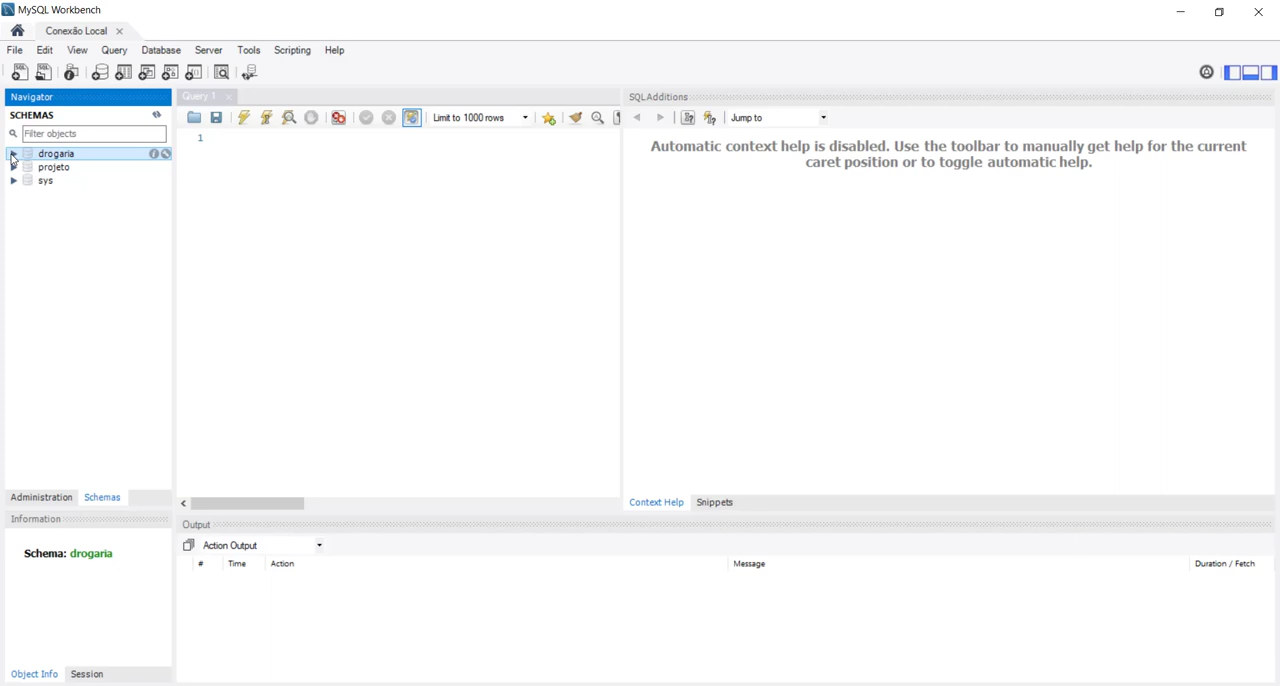 MySQL Workbench
Conexão Local
File Edit View Query Database Server Tools Scripting Help
Navigator
SCHEMAS
Filter objects
drogaria
projeto
sys
Administration Schemas
Information
Schema: drogaria
Object Info Session
Query 1
Limit to 1000 rows
1
SQLAdditions
Jump to
Automatic context help is disabled. Use the toolbar to manually get help for the current
caret position or to toggle automatic help.
Context Help Snippets
Output
Action Output
# Time Action Message Duration / Fetch